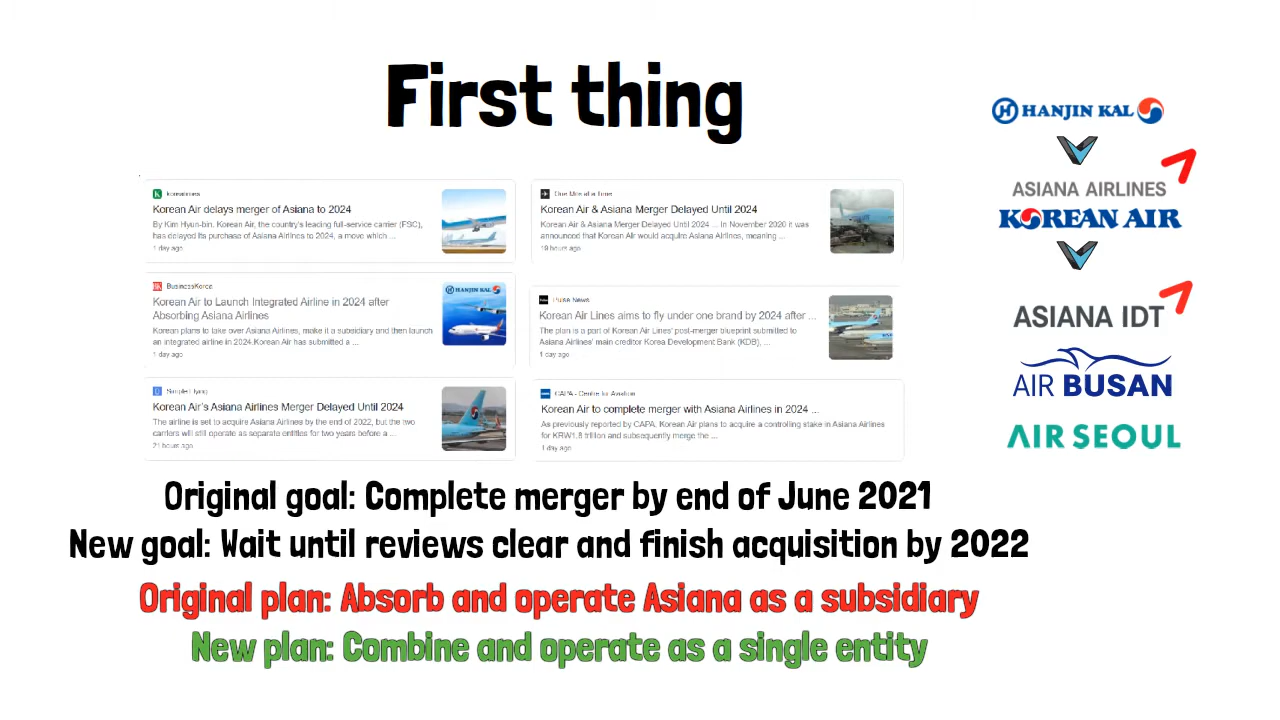 First thing
HANJIN KAL
ASIANA AIRLINES
KOREAN AIR
ASIANA IDT
AIR BUSAN
AIR SEOUL
koreatimes
Korean Air delays merger of Asiana to 2024
By Kim Hyun-bin. Korean Air, the country's leading full-service carrier (FSC),
has delayed its purchase of Asiana Airlines to 2024, a move which ...
1 day ago
One Mile at a Time
Korean Air & Asiana Merger Delayed Until 2024
Korean Air & Asiana Merger Delayed Until 2024 ... In November 2020 it was
announced that Korean Air would acquire Asiana Airlines, meaning ...
19 hours ago
BusinessKorea
Korean Air to Launch Integrated Airline in 2024 after
Absorbing Asiana Airlines
Korean plans to take over Asiana Airlines, make it a subsidiary and then launch
an integrated airline in 2024.Korean Air has submitted a ...
1 day ago
HANJIN KAL
Pulse News
Korean Air Lines aims to fly under one brand by 2024 after ...
The plan is a part of Korean Air Lines' post-merger blueprint submitted to
Asiana Airlines' main creditor Korea Development Bank (KDB), ...
1 day ago
Simple Flying
Korean Air's Asiana Airlines Merger Delayed Until 2024
The airline is set to acquire Asiana Airlines by the end of 2022, but the two
carriers will still operate as separate entities for two years before a ...
21 hours ago
CAPA - Centre for Aviation
Korean Air to complete merger with Asiana Airlines in 2024 ...
As previously reported by CAPA, Korean Air plans to acquire a controlling stake in Asiana Airlines
for KRW1.8 trillion and subsequently merge the ...
1 day ago
Original goal: Complete merger by end of June 2021
New goal: Wait until reviews clear and finish acquisition by 2022
Original plan: Absorb and operate Asiana as a subsidiary
New plan: Combine and operate as a single entity